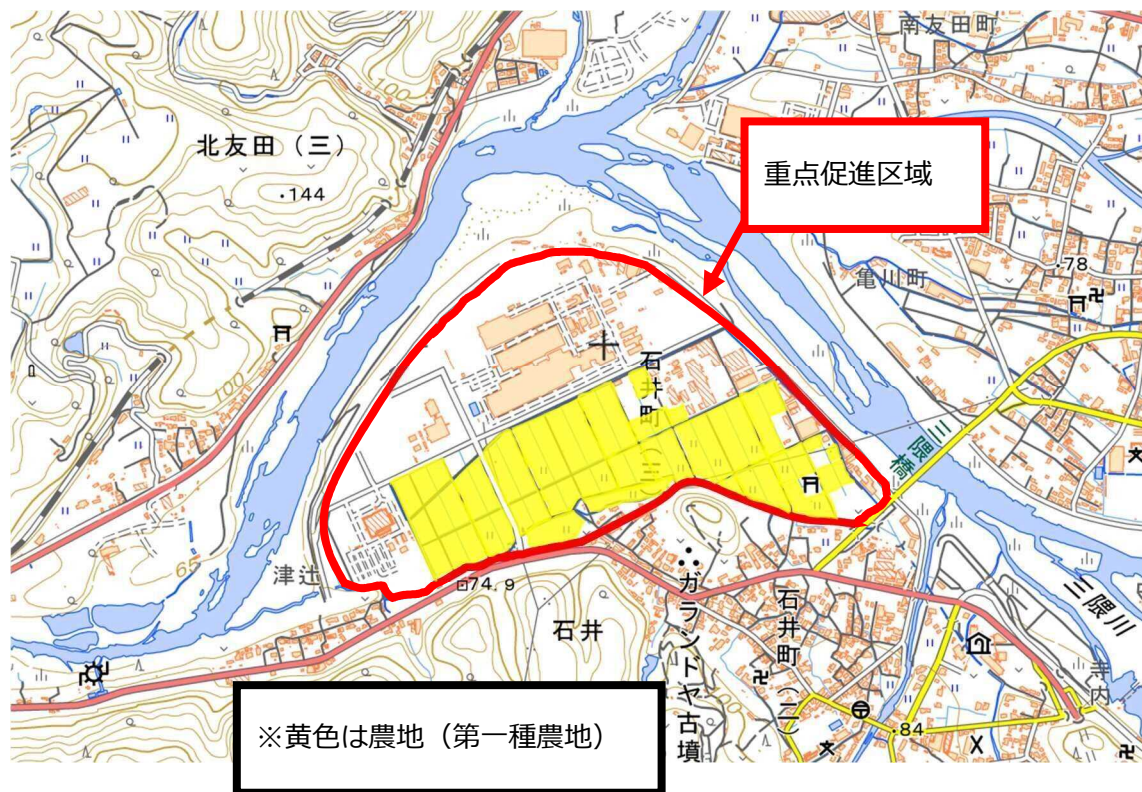 南友田町
100
北友田(三)
・144
重点促進区域
・78
亀川町
100
石井町
(三)
三隈橋
65
津辻
74.9
石井
ガランドヤ古墳
石井町(二)
三隈川
寺内
・84
※黄色は農地(第一種農地)